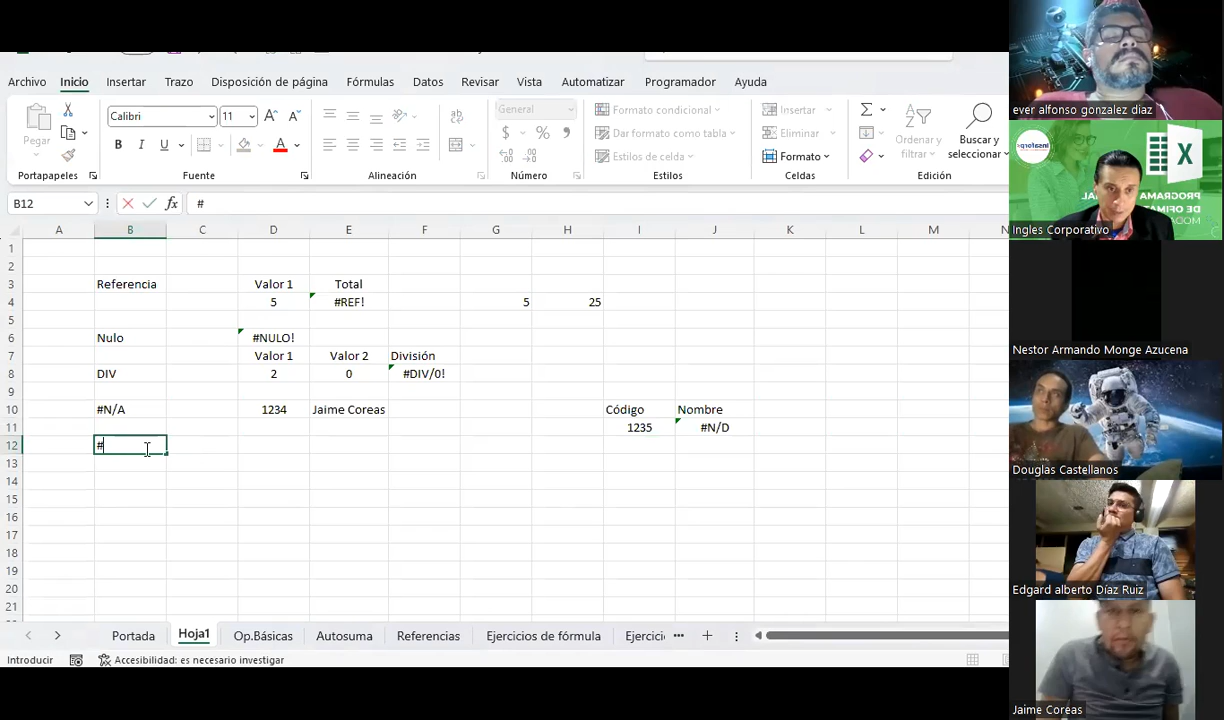 Archivo Inicio Insertar Trazo Disposición de página Fórmulas Datos Revisar Vista Automatizar Programador Ayuda
Pegar
Calibri 11
General
Formato condicional
Dar formato como tabla
Estilos de celda
Insertar
Eliminar
Formato
Ordenar y filtrar
Buscar y seleccionar
Portapapeles Fuente Alineación Número Estilos Celdas Edición
B12 fx #
A B C D E F G H I J K L M N
1
2
3 Referencia Valor 1 Total
4 5 #REF! 5 25
5
6 Nulo #NULO!
7 Valor 1 Valor 2 División
8 DIV 2 0 #DIV/0!
9
10 #N/A 1234 Jaime Coreas Código Nombre
11 1235 #N/D
12 #
13
14
15
16
17
18
19
20
21
Portada Hoja1 Op.Básicas Autosuma Referencias Ejercicios de fórmula Ejercici
Introducir Accesibilidad: es necesario investigar
ever alfonso gonzalez diaz
insaforp
X
PROGRAMA
DE OFIMÁT
Ingles Corporativo
Nestor Armando Monge Azucena
Douglas Castellanos
Edgard alberto Díaz Ruiz
Jaime Coreas